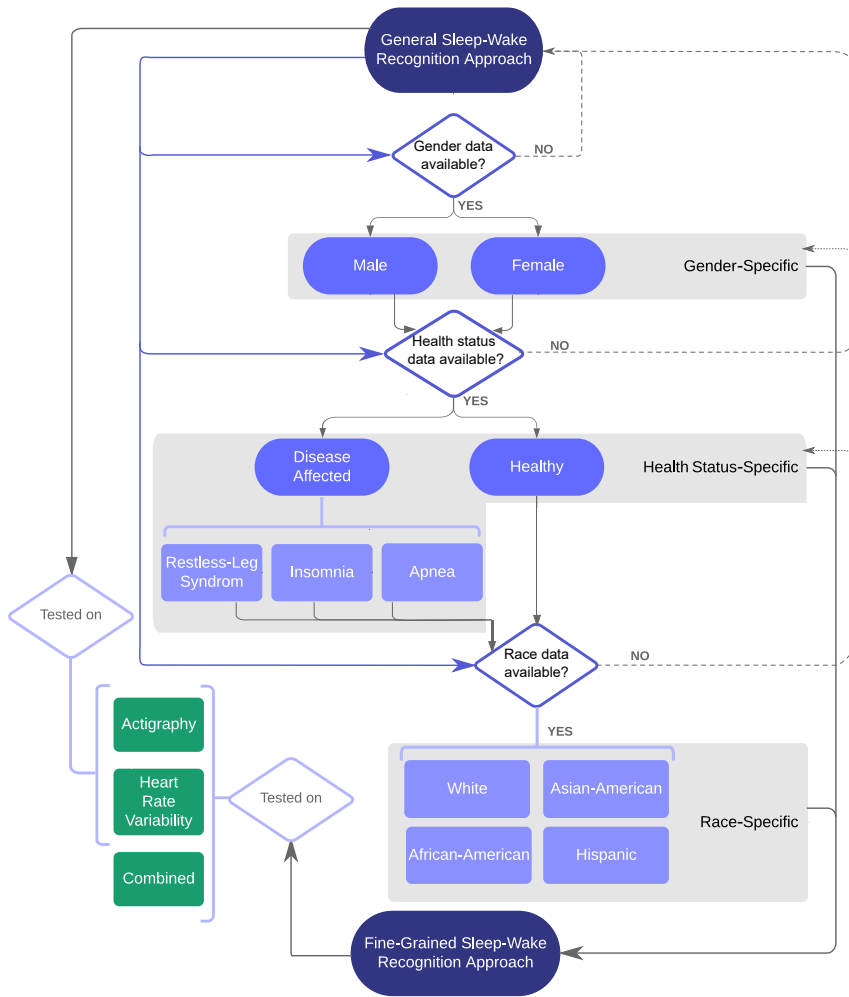 General Sleep-Wake
Recognition Approach
Gender data
available?
NO
YES
Male
Female
Gender-Specific
Health status
data available?
NO
YES
Disease
Affected
Healthy
Health Status-Specific
Restless-Leg
Syndrom
Insomnia
Apnea
Tested on
Race data
available?
NO
YES
Actigraphy
Heart
Rate
Variability
Combined
Tested on
White
Asian-American
African-American
Hispanic
Race-Specific
Fine-Grained Sleep-Wake
Recognition Approach